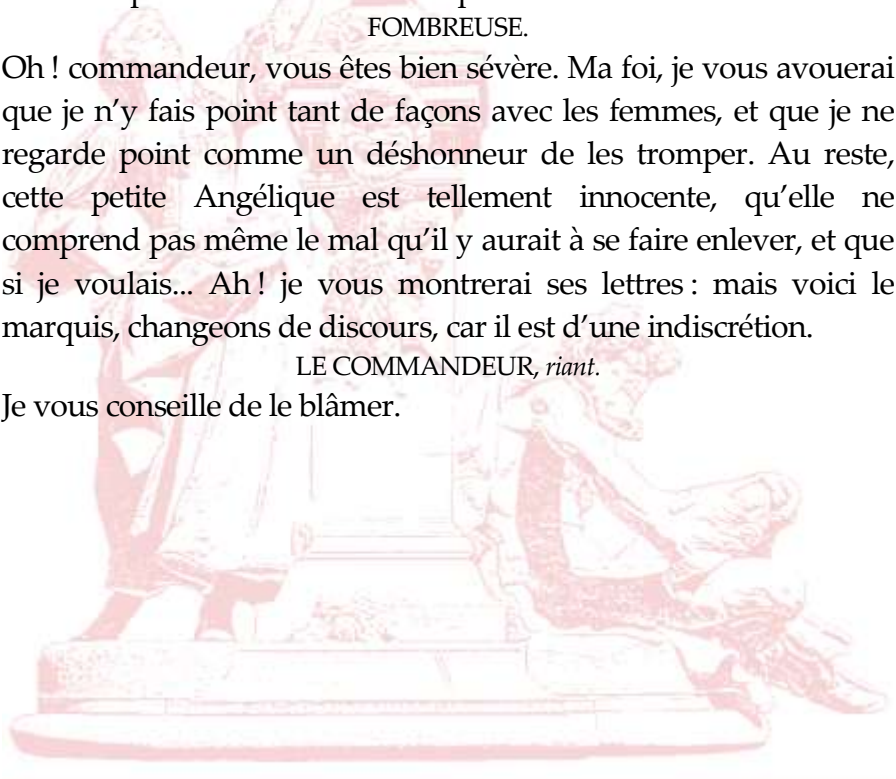 FOMBREUSE.
Oh ! commandeur, vous êtes bien sévère. Ma foi, je vous avouerai
que je n’y fais point tant de façons avec les femmes, et que je ne
regarde point comme un déshonneur de les tromper. Au reste,
cette petite Angélique est tellement innocente, qu’elle ne
comprend pas même le mal qu’il y aurait à se faire enlever, et que
si je voulais... Ah ! je vous montrerai ses lettres : mais voici le
marquis, changeons de discours, car il est d’une indiscrétion.
LE COMMANDEUR, riant.
Je vous conseille de le blâmer.